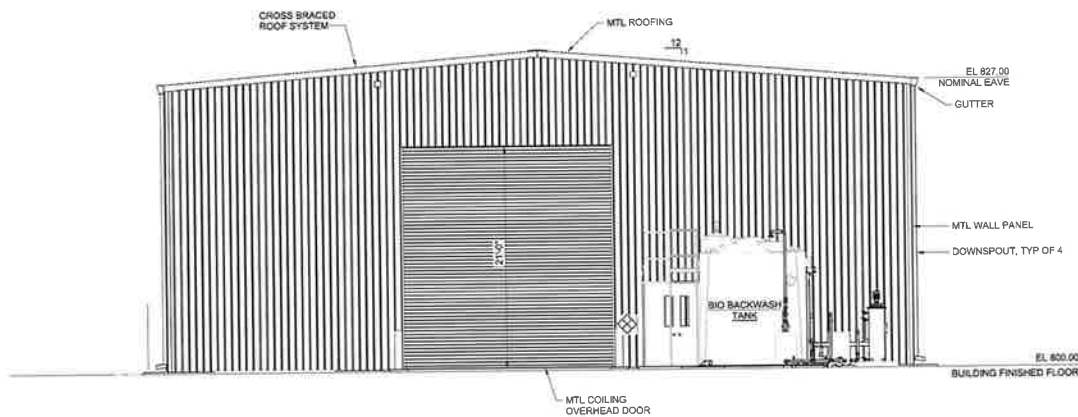 CROSS BRACED
ROOF SYSTEM
MTL ROOFING
12
1
EL 827.00
NOMINAL EAVE
GUTTER
MTL WALL PANEL
DOWNSPOUT, TYP OF 4
21'-0"
BIO BACKWASH
TANK
EL 800.00
BUILDING FINISHED FLOOR
MTL COILING
OVERHEAD DOOR